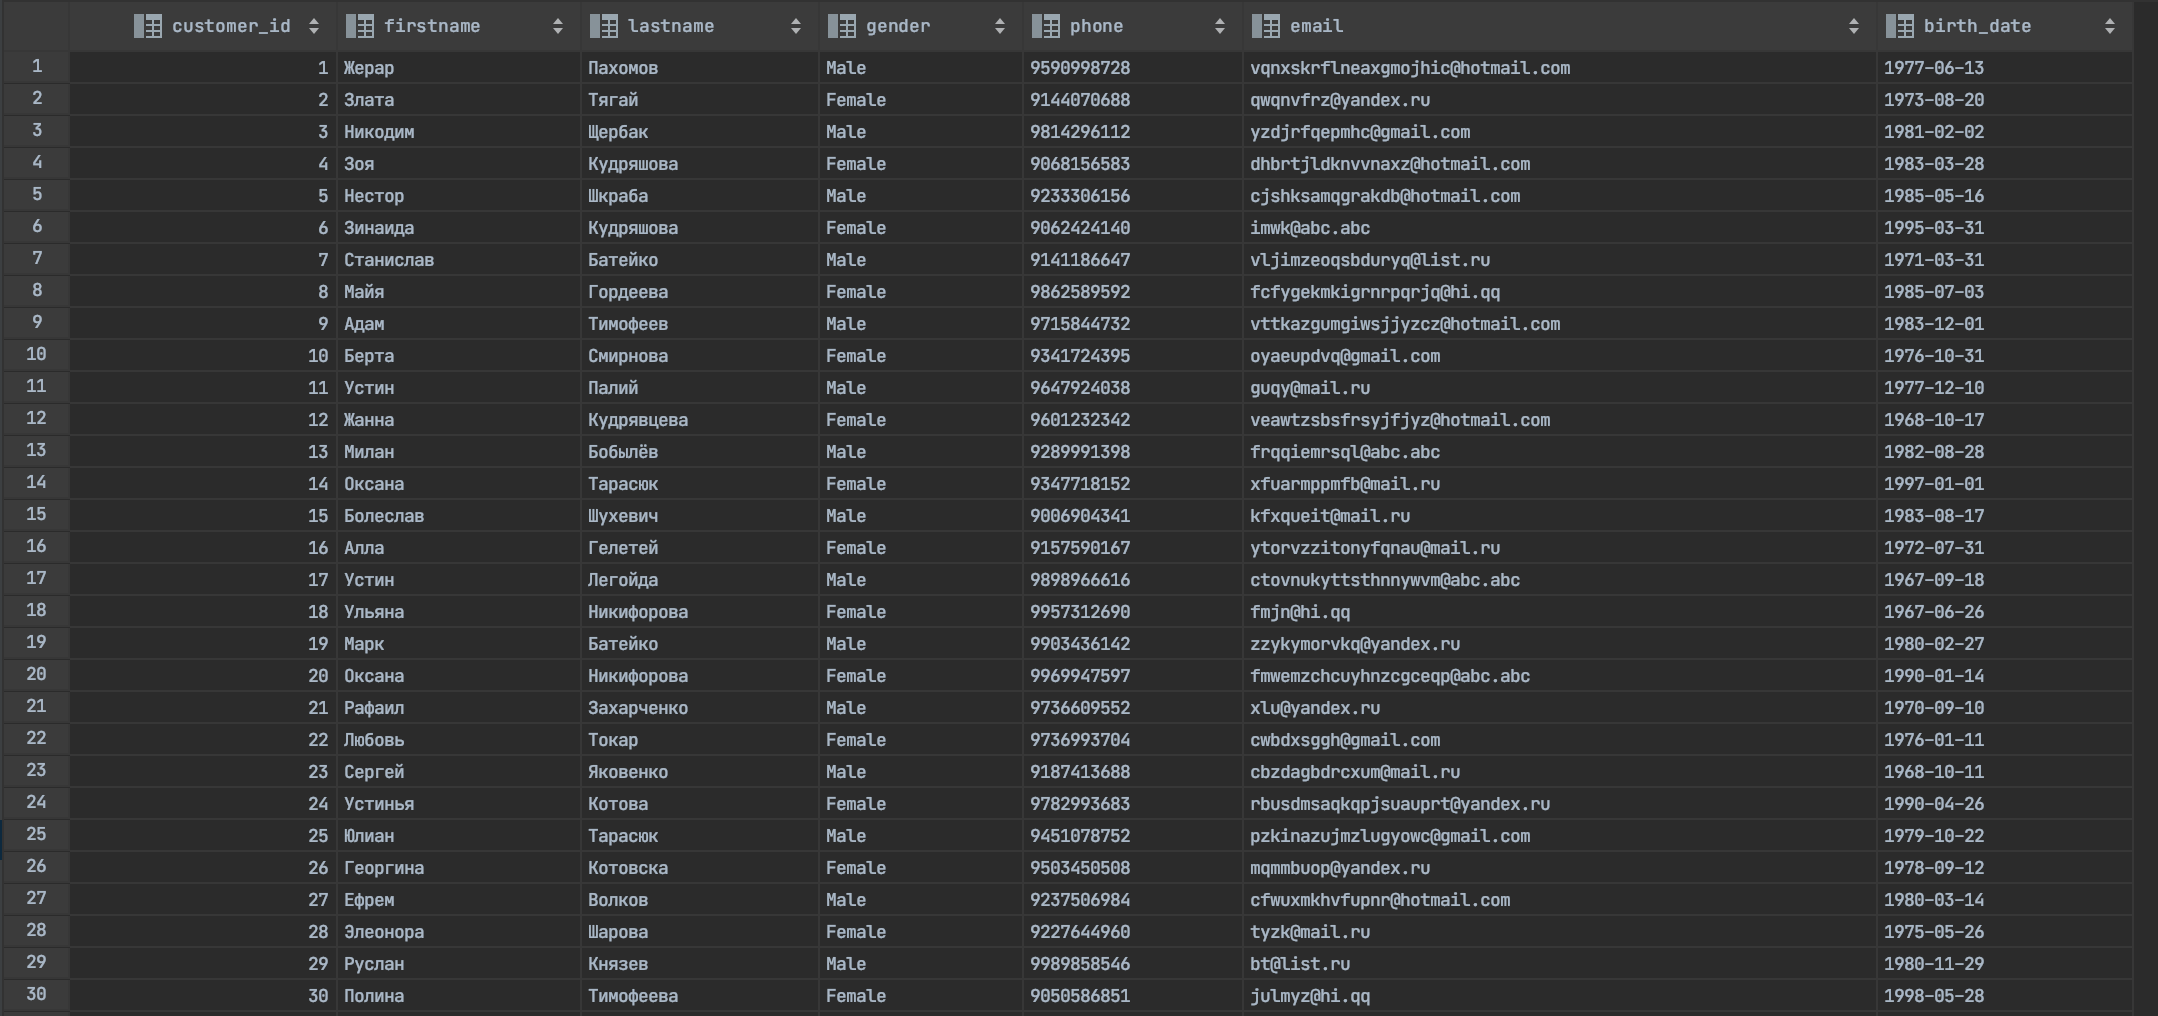 customer_id firstname lastname gender phone email birth_date
1 1 Жерар Пахомов Male 9590998728 vqnxskrflneaxgmojhic@hotmail.com 1977-06-13
2 2 Злата Тягай Female 9144070688 qwqnvfrz@yandex.ru 1973-08-20
3 3 Никодим Щербак Male 9814296112 yzdjrfqepmhc@gmail.com 1981-02-02
4 4 Зоя Кудряшова Female 9068156583 dhbrtjldknvvnaxz@hotmail.com 1983-03-28
5 5 Нестор Шкраба Male 9233306156 cjshksamqgrakdb@hotmail.com 1985-05-16
6 6 Зинаида Кудряшова Female 9062424140 imwk@abc.abc 1995-03-31
7 7 Станислав Батейко Male 9141186647 vljimzeoqsbduryq@list.ru 1971-03-31
8 8 Майя Гордеева Female 9862589592 fcfygekmkigrnrpqrjq@hi.qq 1985-07-03
9 9 Адам Тимофеев Male 9715844732 vttkazgumgiwsjjyzcz@hotmail.com 1983-12-01
10 10 Берта Смирнова Female 9341724395 oyaeupdvq@gmail.com 1976-10-31
11 11 Устин Палий Male 9647924038 guqy@mail.ru 1977-12-10
12 12 Жанна Кудрявцева Female 9601232342 veawtzsbsfrsyjfjyz@hotmail.com 1968-10-17
13 13 Милан Бобылёв Male 9289991398 frqqiemrsql@abc.abc 1982-08-28
14 14 Оксана Тарасюк Female 9347718152 xfuarmppmfb@mail.ru 1997-01-01
15 15 Болеслав Шухевич Male 9006904341 kfxqueit@mail.ru 1983-08-17
16 16 Алла Гелетей Female 9157590167 ytorvzzitonyfqnau@mail.ru 1972-07-31
17 17 Устин Легойда Male 9898966616 ctovnukyttsthnnywvm@abc.abc 1967-09-18
18 18 Ульяна Никифорова Female 9957312690 fmjn@hi.qq 1967-06-26
19 19 Марк Батейко Male 9903436142 zzykymorvkq@yandex.ru 1980-02-27
20 20 Оксана Никифорова Female 9969947597 fmwemzchcuyhnzcgceqp@abc.abc 1990-01-14
21 21 Рафаил Захарченко Male 9736609552 xlu@yandex.ru 1970-09-10
22 22 Любовь Токар Female 9736993704 cwbdxsggh@gmail.com 1976-01-11
23 23 Сергей Яковенко Male 9187413688 cbzdagbdrcxum@mail.ru 1968-10-11
24 24 Устинья Котова Female 9782993683 rbusdmsaqkqpjsuauprt@yandex.ru 1990-04-26
25 25 Юлиан Тарасюк Male 9451078752 pzkinazujmzlugyowc@gmail.com 1979-10-22
26 26 Георгина Котовска Female 9503450508 mqmmbuop@yandex.ru 1978-09-12
27 27 Ефрем Волков Male 9237506984 cfwuxmkhvfupnr@hotmail.com 1980-03-14
28 28 Элеонора Шарова Female 9227644960 tyzk@mail.ru 1975-05-26
29 29 Руслан Князев Male 9989858546 bt@list.ru 1980-11-29
30 30 Полина Тимофеева Female 9050586851 julmyz@hi.qq 1998-05-28